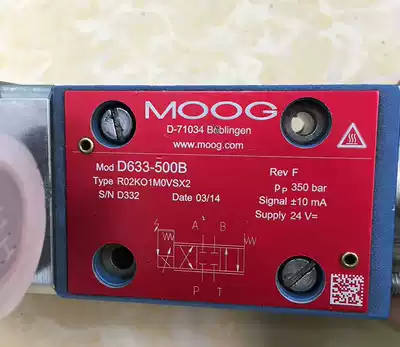 MOOG
D-71034 Böblingen
www.moog.com
Mod D633-500B
Type R02KO1M0VSX2
S/N D332 Date 03/14
Rev F
pP 350 bar
Signal ±10 mA
Supply 24 V=
A B
P T